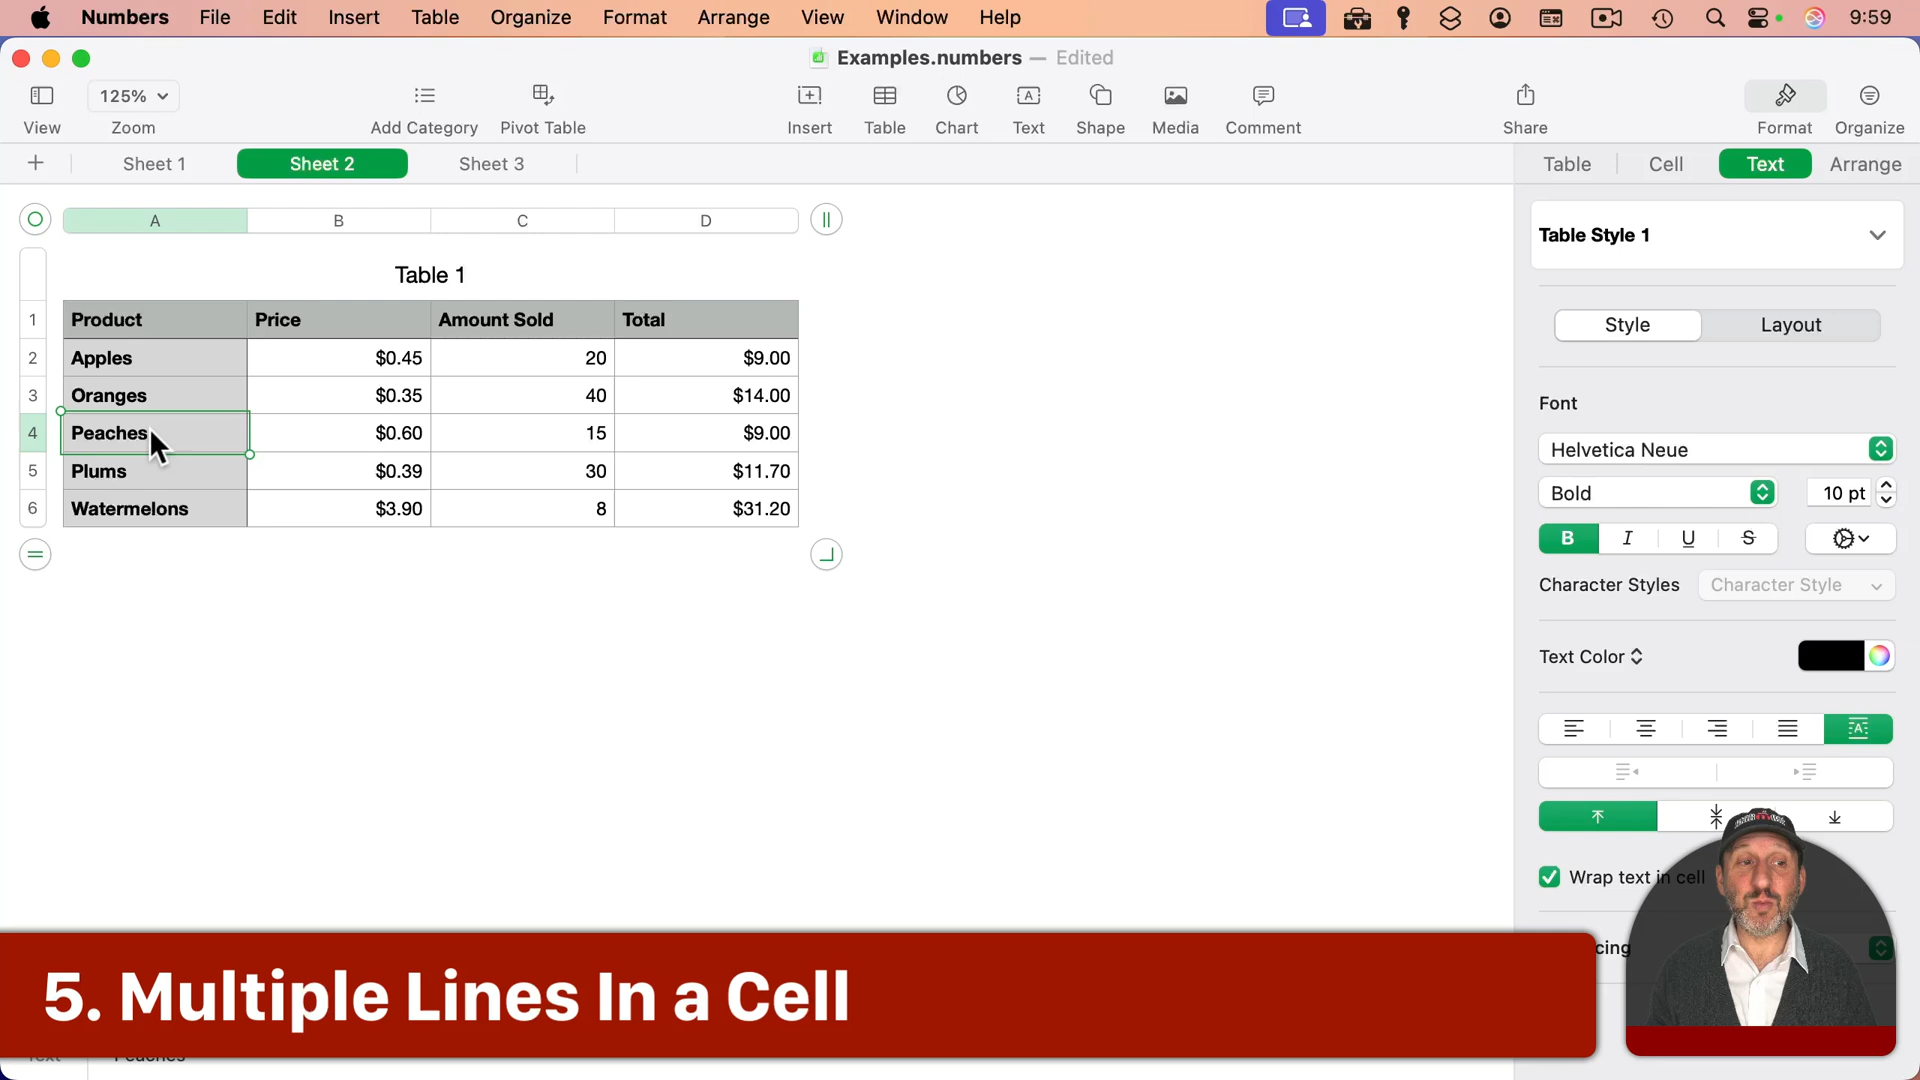 Numbers File Edit Insert Table Organize Format Arrange View Window Help 9:59
Examples.numbers — Edited
125%
View Zoom Add Category Pivot Table Insert Table Chart Text Shape Media Comment Share Format Organize
Sheet 1 Sheet 2 Sheet 3
Table Cell Text Arrange
A B C D
Table 1
1 Product Price Amount Sold Total
2 Apples $0.45 20 $9.00
3 Oranges $0.35 40 $14.00
4 Peaches $0.60 15 $9.00
5 Plums $0.39 30 $11.70
6 Watermelons $3.90 8 $31.20
Table Style 1
Style Layout
Font
Helvetica Neue
Bold 10 pt
B I U S
Character Styles Character Style
Text Color
Wrap text in cell
5. Multiple Lines In a Cell